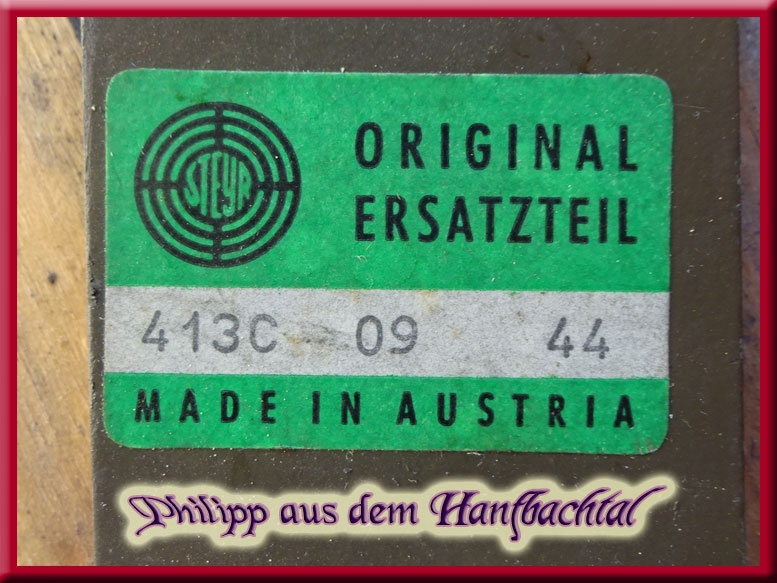 STEYR
ORIGINAL
ERSATZTEIL
413C 09 44
MADE IN AUSTRIA
Philipp aus dem Hanfbachtal